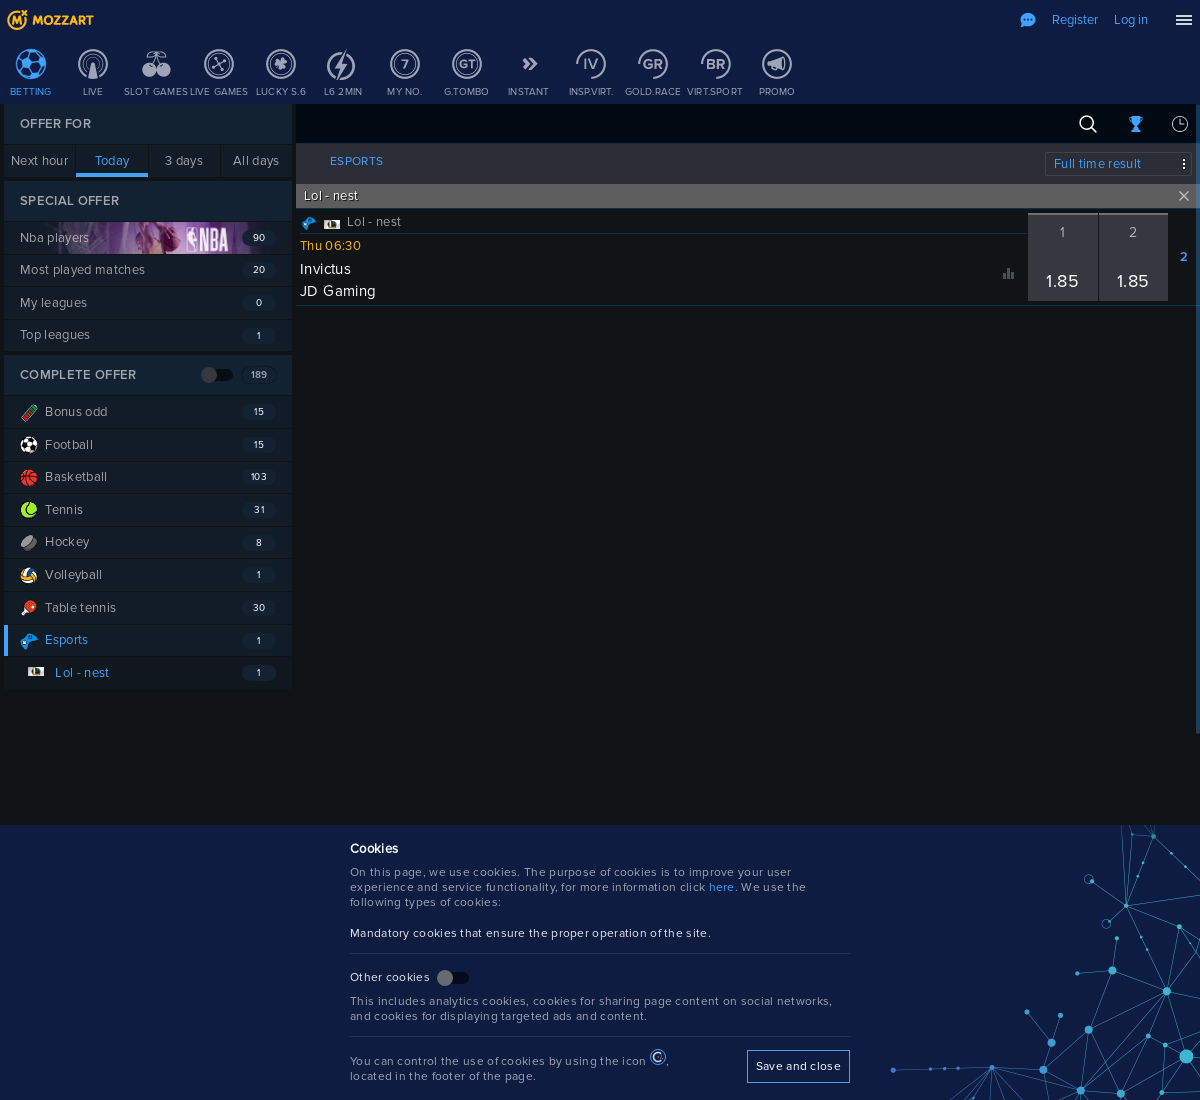 MOZZART
Register
Log in
BETTING
LIVE
SLOT GAMES
LIVE GAMES
LUCKY S.6
L6 2MIN
7
MY NO.
GT
G.TOMBO
INSTANT
IV
INSP.VIRT.
GR
GOLD.RACE
BR
VIRT.SPORT
PROMO
OFFER FOR
Next hour
Today
3 days
All days
SPECIAL OFFER
Nba players
NBA
90
Most played matches
20
My leagues
0
Top leagues
1
COMPLETE OFFER
189
Bonus odd
15
Football
15
Basketball
103
Tennis
31
Hockey
8
Volleyball
1
Table tennis
30
Esports
1
Lol - nest
1
ESPORTS
Full time result
Lol - nest
Lol - nest
Thu 06:30
Invictus
JD Gaming
1
1.85
2
1.85
2
Cookies
On this page, we use cookies. The purpose of cookies is to improve your user
experience and service functionality, for more information click here. We use the
following types of cookies:
Mandatory cookies that ensure the proper operation of the site.
Other cookies
This includes analytics cookies, cookies for sharing page content on social networks,
and cookies for displaying targeted ads and content.
You can control the use of cookies by using the icon ,
located in the footer of the page.
Save and close